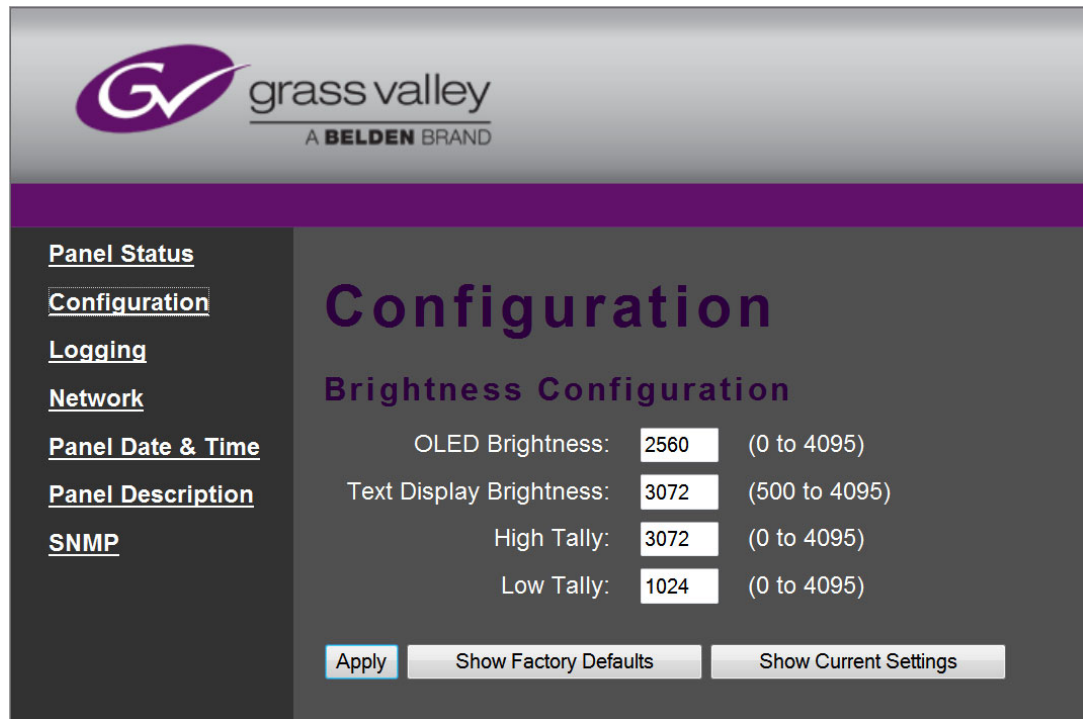 GV
grass valley
A BELDEN BRAND
Panel Status
Configuration
Logging
Network
Panel Date & Time
Panel Description
SNMP
Configuration
Brightness Configuration
OLED Brightness: 2560 (0 to 4095)
Text Display Brightness: 3072 (500 to 4095)
High Tally: 3072 (0 to 4095)
Low Tally: 1024 (0 to 4095)
Apply Show Factory Defaults Show Current Settings